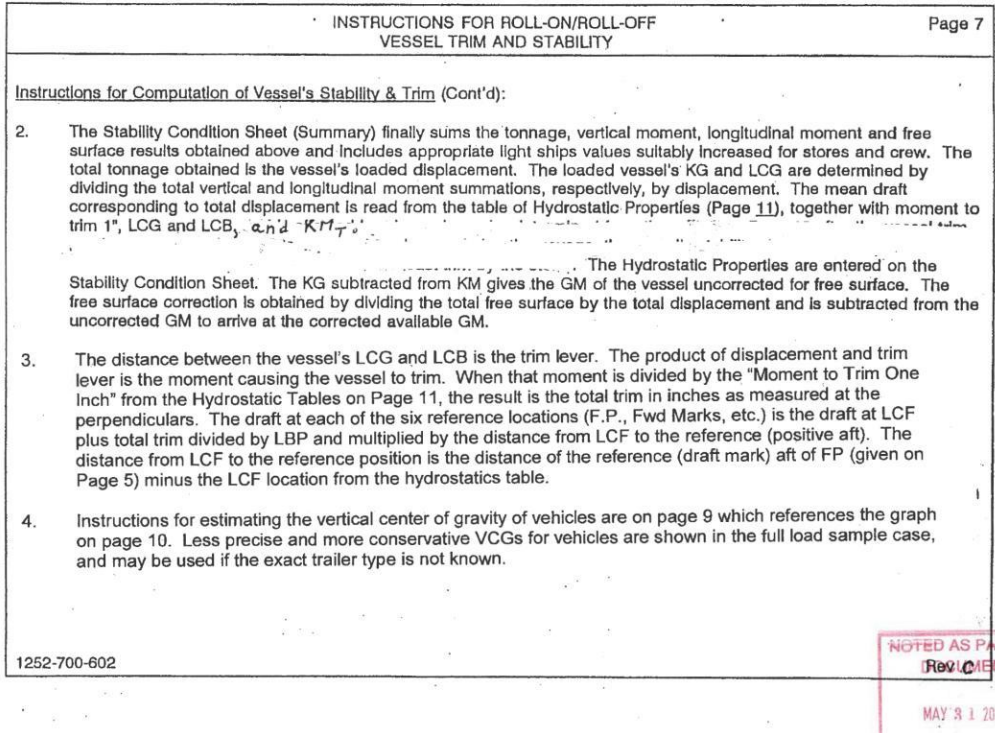 INSTRUCTIONS FOR ROLL-ON/ROLL-OFF
VESSEL TRIM AND STABILITY
Page 7
Instructions for Computation of Vessel's Stability & Trim (Cont'd):
2. The Stability Condition Sheet (Summary) finally sums the tonnage, vertical moment, longitudinal moment and free
surface results obtained above and includes appropriate light ships values suitably increased for stores and crew. The
total tonnage obtained is the vessel's loaded displacement. The loaded vessel's KG and LCG are determined by
dividing the total vertical and longitudinal moment summations, respectively, by displacement. The mean draft
corresponding to total displacement is read from the table of Hydrostatic Properties (Page 11), together with moment to
trim 1", LCG and LCB, and KMT.
The Hydrostatic Properties are entered on the
Stability Condition Sheet. The KG subtracted from KM gives the GM of the vessel uncorrected for free surface. The
free surface correction is obtained by dividing the total free surface by the total displacement and is subtracted from the
uncorrected GM to arrive at the corrected available GM.
3. The distance between the vessel's LCG and LCB is the trim lever. The product of displacement and trim
lever is the moment causing the vessel to trim. When that moment is divided by the "Moment to Trim One
Inch" from the Hydrostatic Tables on Page 11, the result is the total trim in inches as measured at the
perpendiculars. The draft at each of the six reference locations (F.P., Fwd Marks, etc.) is the draft at LCF
plus total trim divided by LBP and multiplied by the distance from LCF to the reference (positive aft). The
distance from LCF to the reference position is the distance of the reference (draft mark) aft of FP (given on
Page 5) minus the LCF location from the hydrostatics table.
4. Instructions for estimating the vertical center of gravity of vehicles are on page 9 which references the graph
on page 10. Less precise and more conservative VCGs for vehicles are shown in the full load sample case,
and may be used if the exact trailer type is not known.
1252-700-602
NOTED AS PA
Rev. C
MAY 31 20